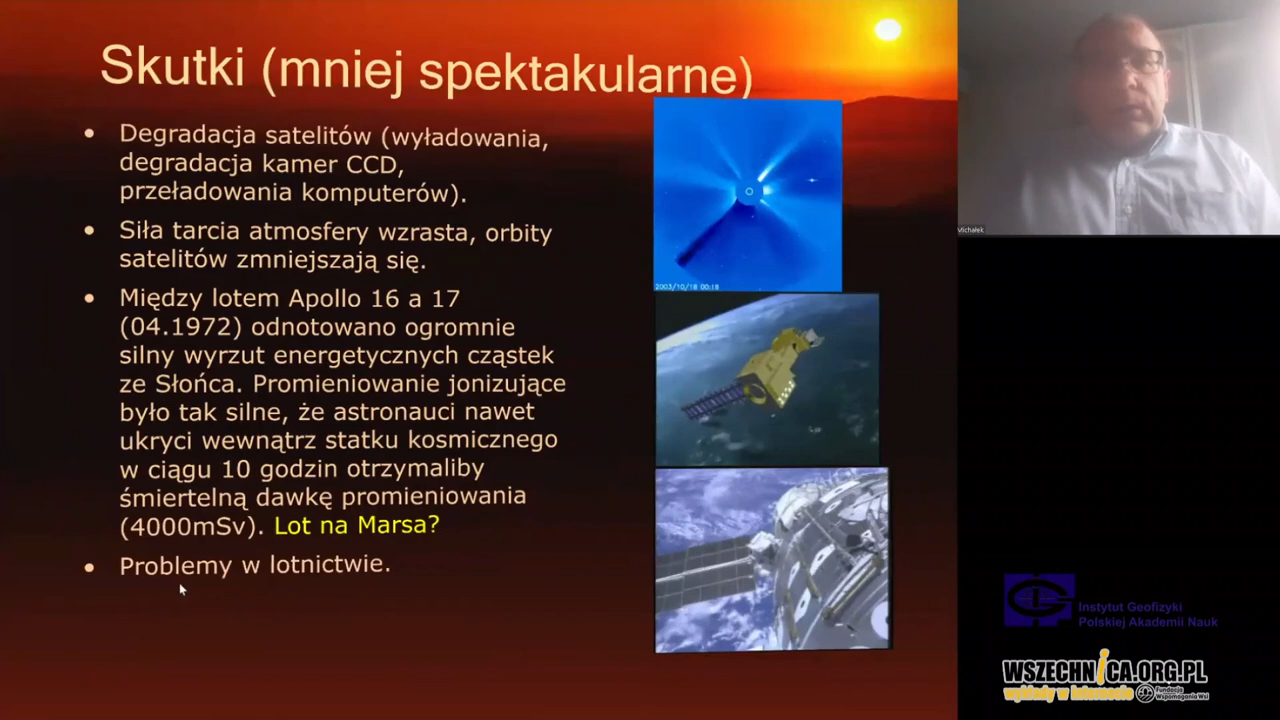 Skutki (mniej spektakularne)
• Degradacja satelitów (wyładowania,
degradacja kamer CCD,
przeładowania komputerów).
• Siła tarcia atmosfery wzrasta, orbity
satelitów zmniejszają się.
• Między lotem Apollo 16 a 17
(04.1972) odnotowano ogromnie
silny wyrzut energetycznych cząstek
ze Słońca. Promieniowanie jonizujące
było tak silne, że astronauci nawet
ukryci wewnątrz statku kosmicznego
w ciągu 10 godzin otrzymaliby
śmiertelną dawkę promieniowania
(4000mSv). Lot na Marsa?
• Problemy w lotnictwie.
2003/10/18 00:18
Michałek
Instytut Geofizyki
Polskiej Akademii Nauk
WSZECHNICA.ORG.PL
wykłady w internecie
Fundacja
Wspomagania Wsi